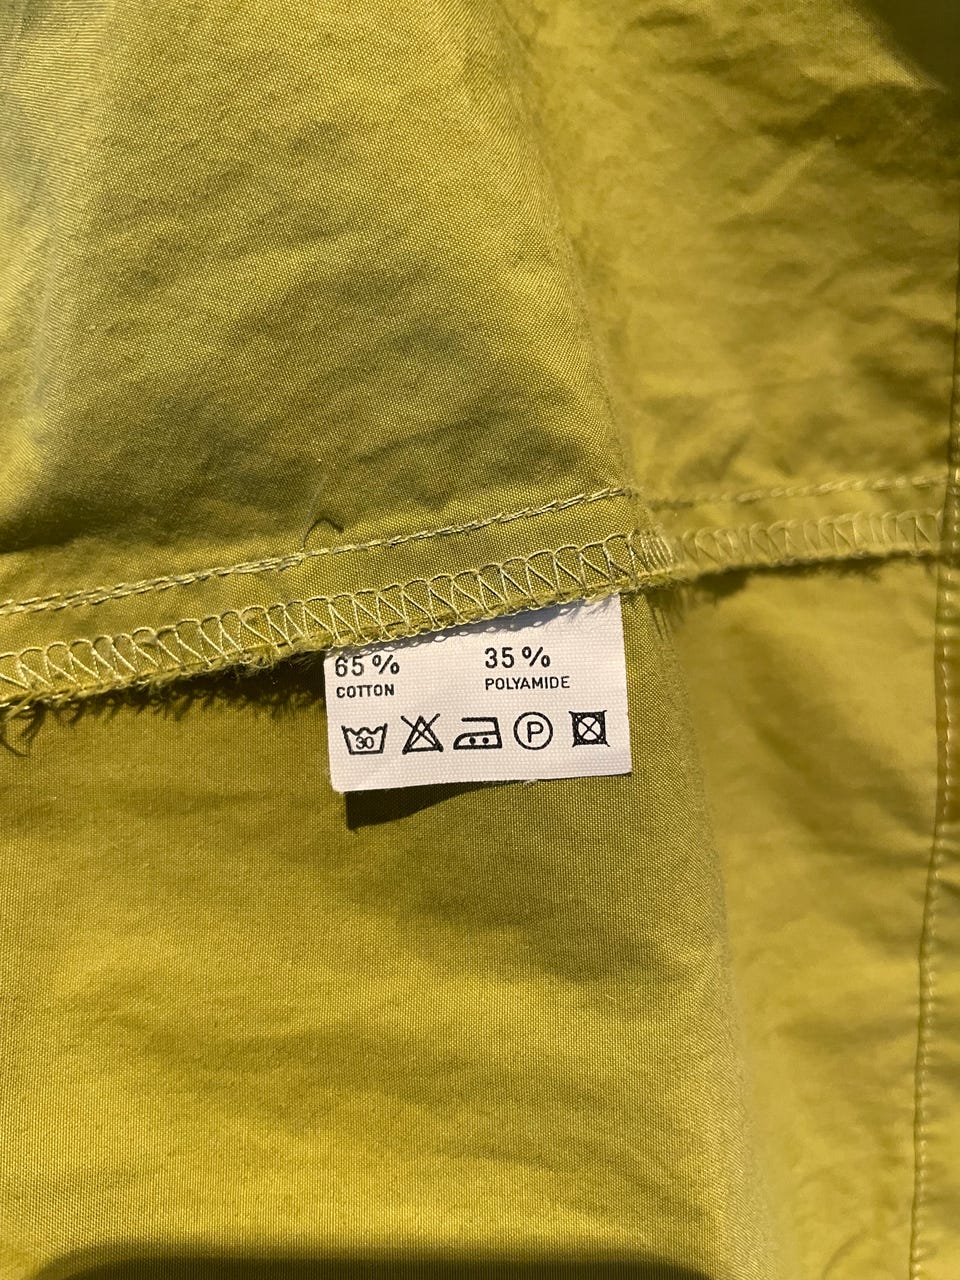 65 % 35 %
COTTON POLYAMIDE
30 P